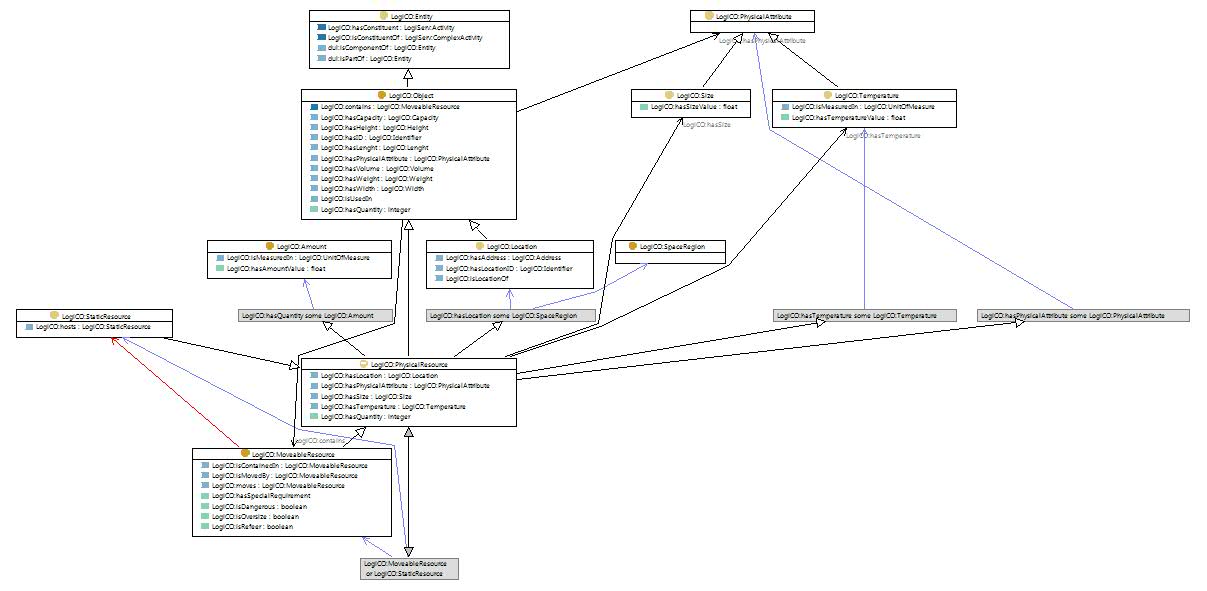 LogiCO:Entity
LogiCO:hasConstituent : LogiServ:Activity
LogiCO:isConstituentOf : LogiServ:ComplexActivity
dul:isComponentOf : LogiCO:Entity
dul:isPartOf : LogiCO:Entity
LogiCO:PhysicalAttribute
LogiCO:hasPhysicalAttribute
LogiCO:Object
LogiCO:contains : LogiCO:MoveableResource
LogiCO:hasCapacity : LogiCO:Capacity
LogiCO:hasHeight : LogiCO:Height
LogiCO:hasID : LogiCO:Identifier
LogiCO:hasLenght : LogiCO:Lenght
LogiCO:hasPhysicalAttribute : LogiCO:PhysicalAttribute
LogiCO:hasVolume : LogiCO:Volume
LogiCO:hasWeight : LogiCO:Weight
LogiCO:hasWidth : LogiCO:Width
LogiCO:isUsedIn
LogiCO:hasQuantity : integer
LogiCO:Size
LogiCO:hasSizeValue : float
LogiCO:hasSize
LogiCO:Temperature
LogiCO:isMeasuredIn : LogiCO:UnitOfMeasure
LogiCO:hasTemperatureValue : float
LogiCO:hasTemperature
LogiCO:Amount
LogiCO:isMeasuredIn : LogiCO:UnitOfMeasure
LogiCO:hasAmountValue : float
LogiCO:Location
LogiCO:hasAddress : LogiCO:Address
LogiCO:hasLocationID : LogiCO:Identifier
LogiCO:isLocationOf
LogiCO:SpaceRegion
LogiCO:StaticResource
LogiCO:hosts : LogiCO:StaticResource
LogiCO:hasQuantity some LogiCO:Amount
LogiCO:hasLocation some LogiCO:SpaceRegion
LogiCO:hasTemperature some LogiCO:Temperature
LogiCO:hasPhysicalAttribute some LogiCO:PhysicalAttribute
LogiCO:PhysicalResource
LogiCO:hasLocation : LogiCO:Location
LogiCO:hasPhysicalAttribute : LogiCO:PhysicalAttribute
LogiCO:hasSize : LogiCO:Size
LogiCO:hasTemperature : LogiCO:Temperature
LogiCO:hasQuantity : integer
LogiCO:contains
LogiCO:MoveableResource
LogiCO:isContainedIn : LogiCO:MoveableResource
LogiCO:isMovedBy : LogiCO:MoveableResource
LogiCO:moves : LogiCO:MoveableResource
LogiCO:hasSpecialRequirement
LogiCO:isDangerous : boolean
LogiCO:isOversize : boolean
LogiCO:isRefeer : boolean
LogiCO:MoveableResource
or LogiCO:StaticResource